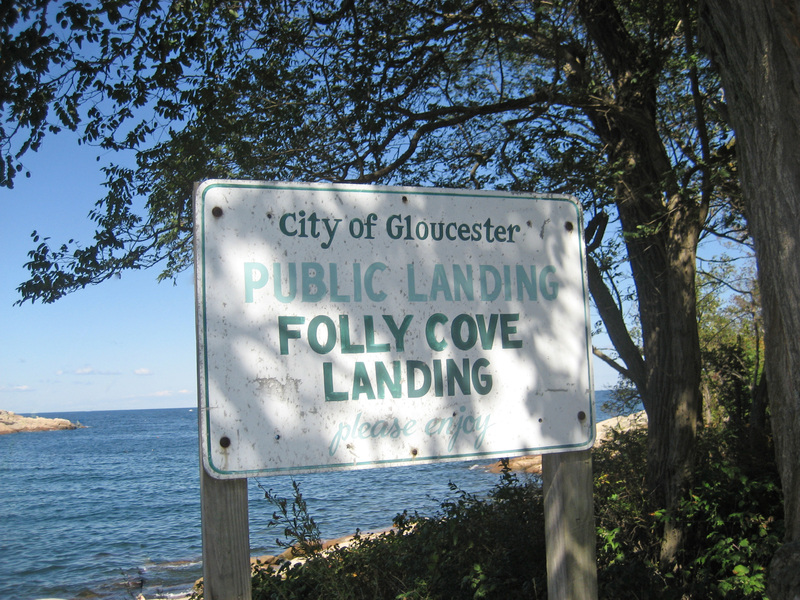 City of Gloucester
PUBLIC LANDING
FOLLY COVE
LANDING
please enjoy